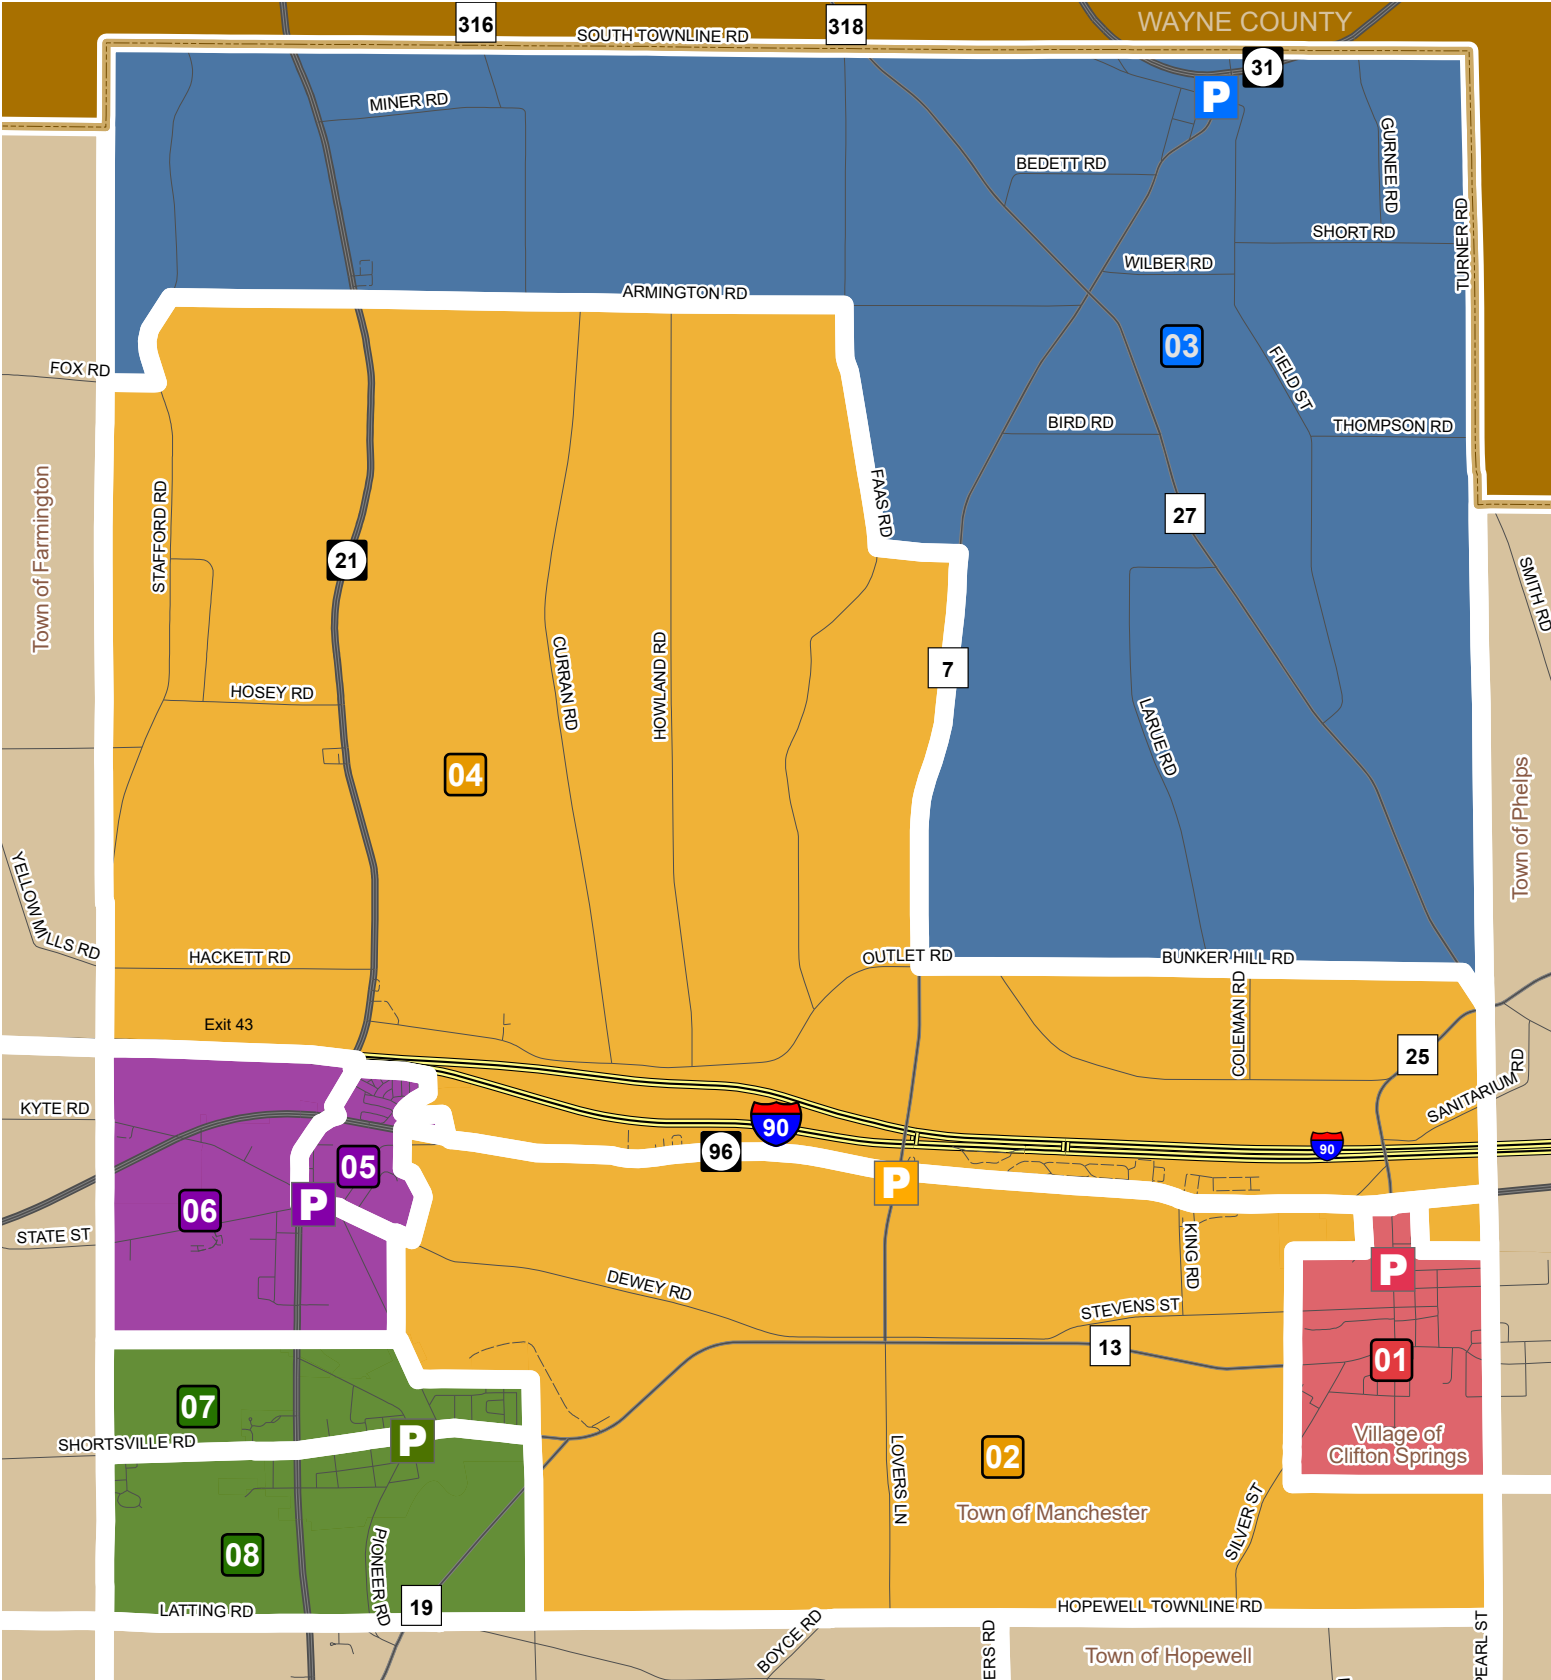 316
318
WAYNE COUNTY
SOUTH TOWNLINE RD
31
P
MINER RD
GURNEE RD
BEDETT RD
TURNER RD
SHORT RD
WILBER RD
ARMINGTON RD
03
FOX RD
FIELD ST
BIRD RD
THOMPSON RD
Town of Farmington
STAFFORD RD
FAAS RD
27
21
SMITH RD
CURRAN RD
HOWLAND RD
7
HOSEY RD
LARUE RD
04
Town of Phelps
YELLOW MILLS RD
HACKETT RD
OUTLET RD
BUNKER HILL RD
COLEMAN RD
Exit 43
25
SANITARIUM RD
KYTE RD
90
90
96
05
P
P
06
STATE ST
KING RD
P
DEWEY RD
STEVENS ST
13
01
07
P
SHORTSVILLE RD
Village of
Clifton Springs
LOVERS LN
02
Town of Manchester
SILVER ST
08
PIONEER RD
19
LATTING RD
HOPEWELL TOWNLINE RD
BOYCE RD
ERS RD
Town of Hopewell
PEARL ST